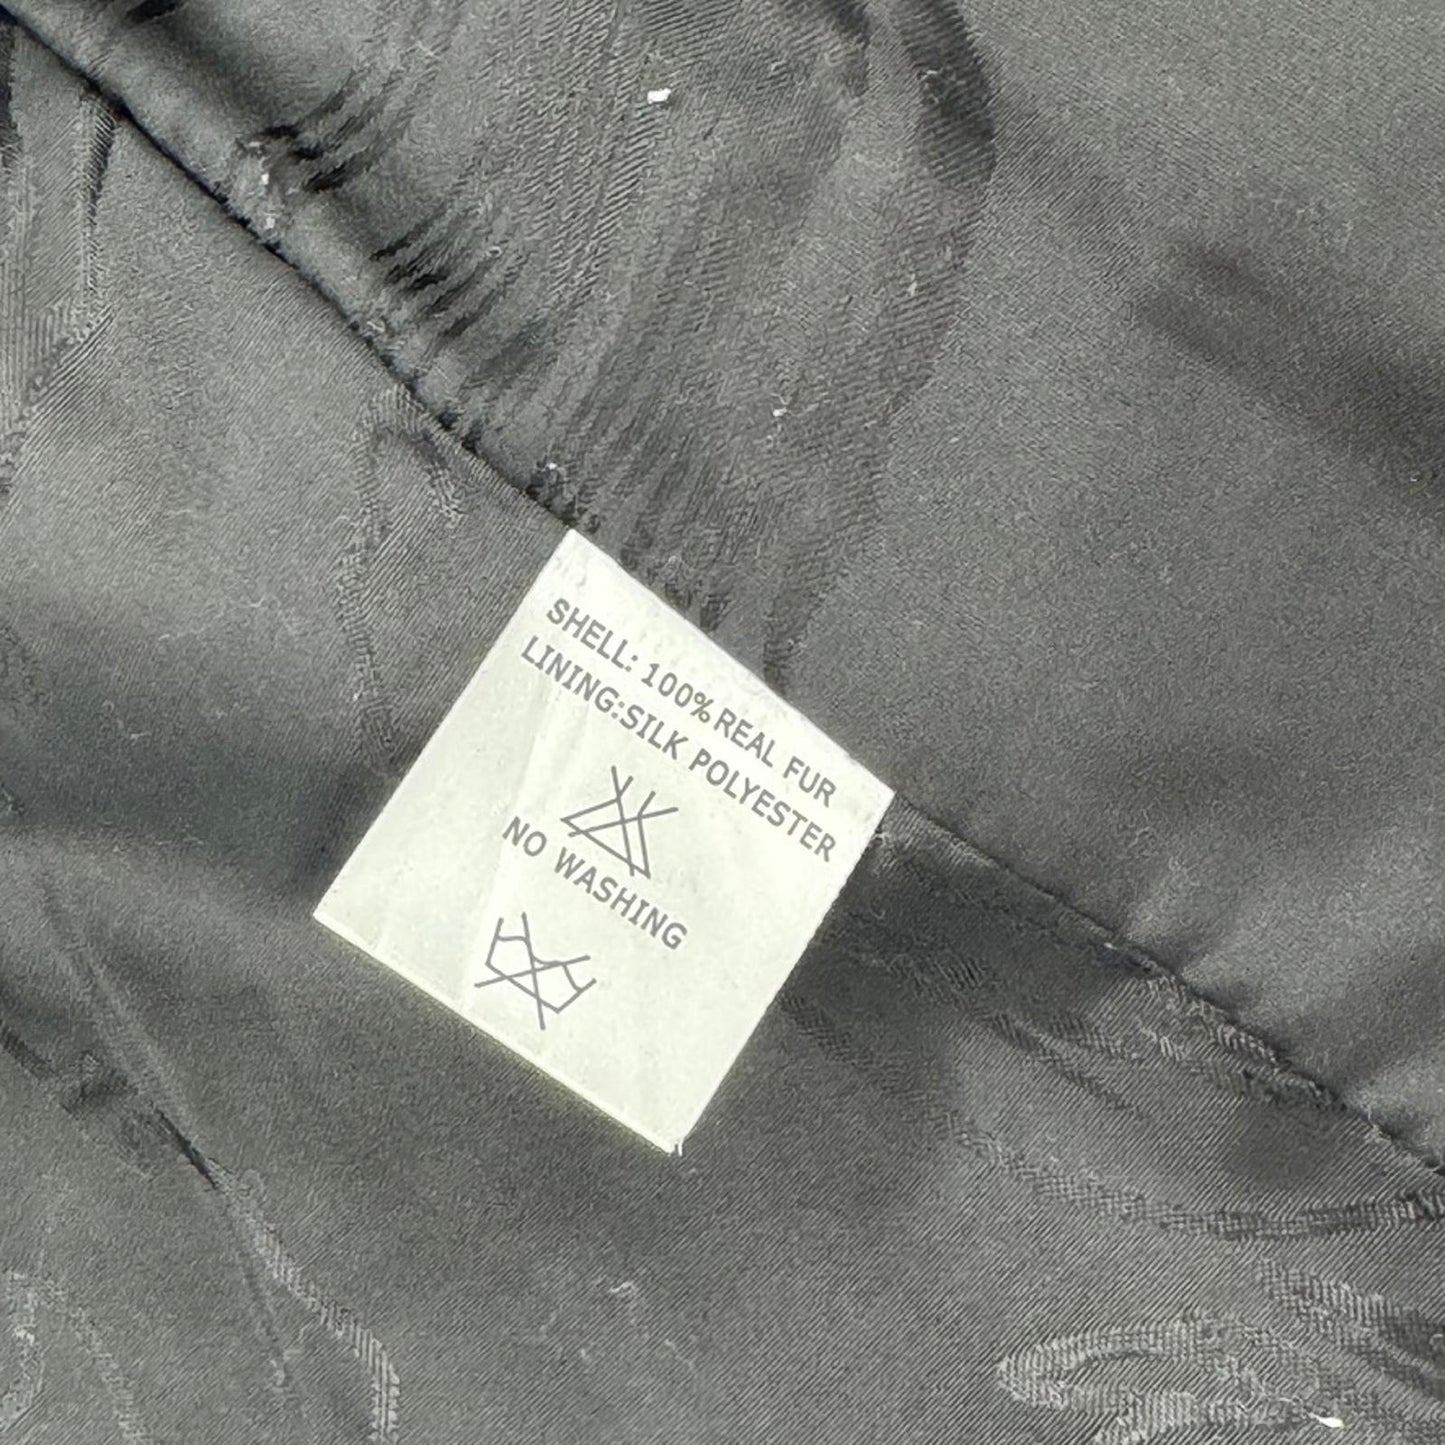 SHELL: 100% REAL FUR
LINING:SILK POLYESTER
NO WASHING